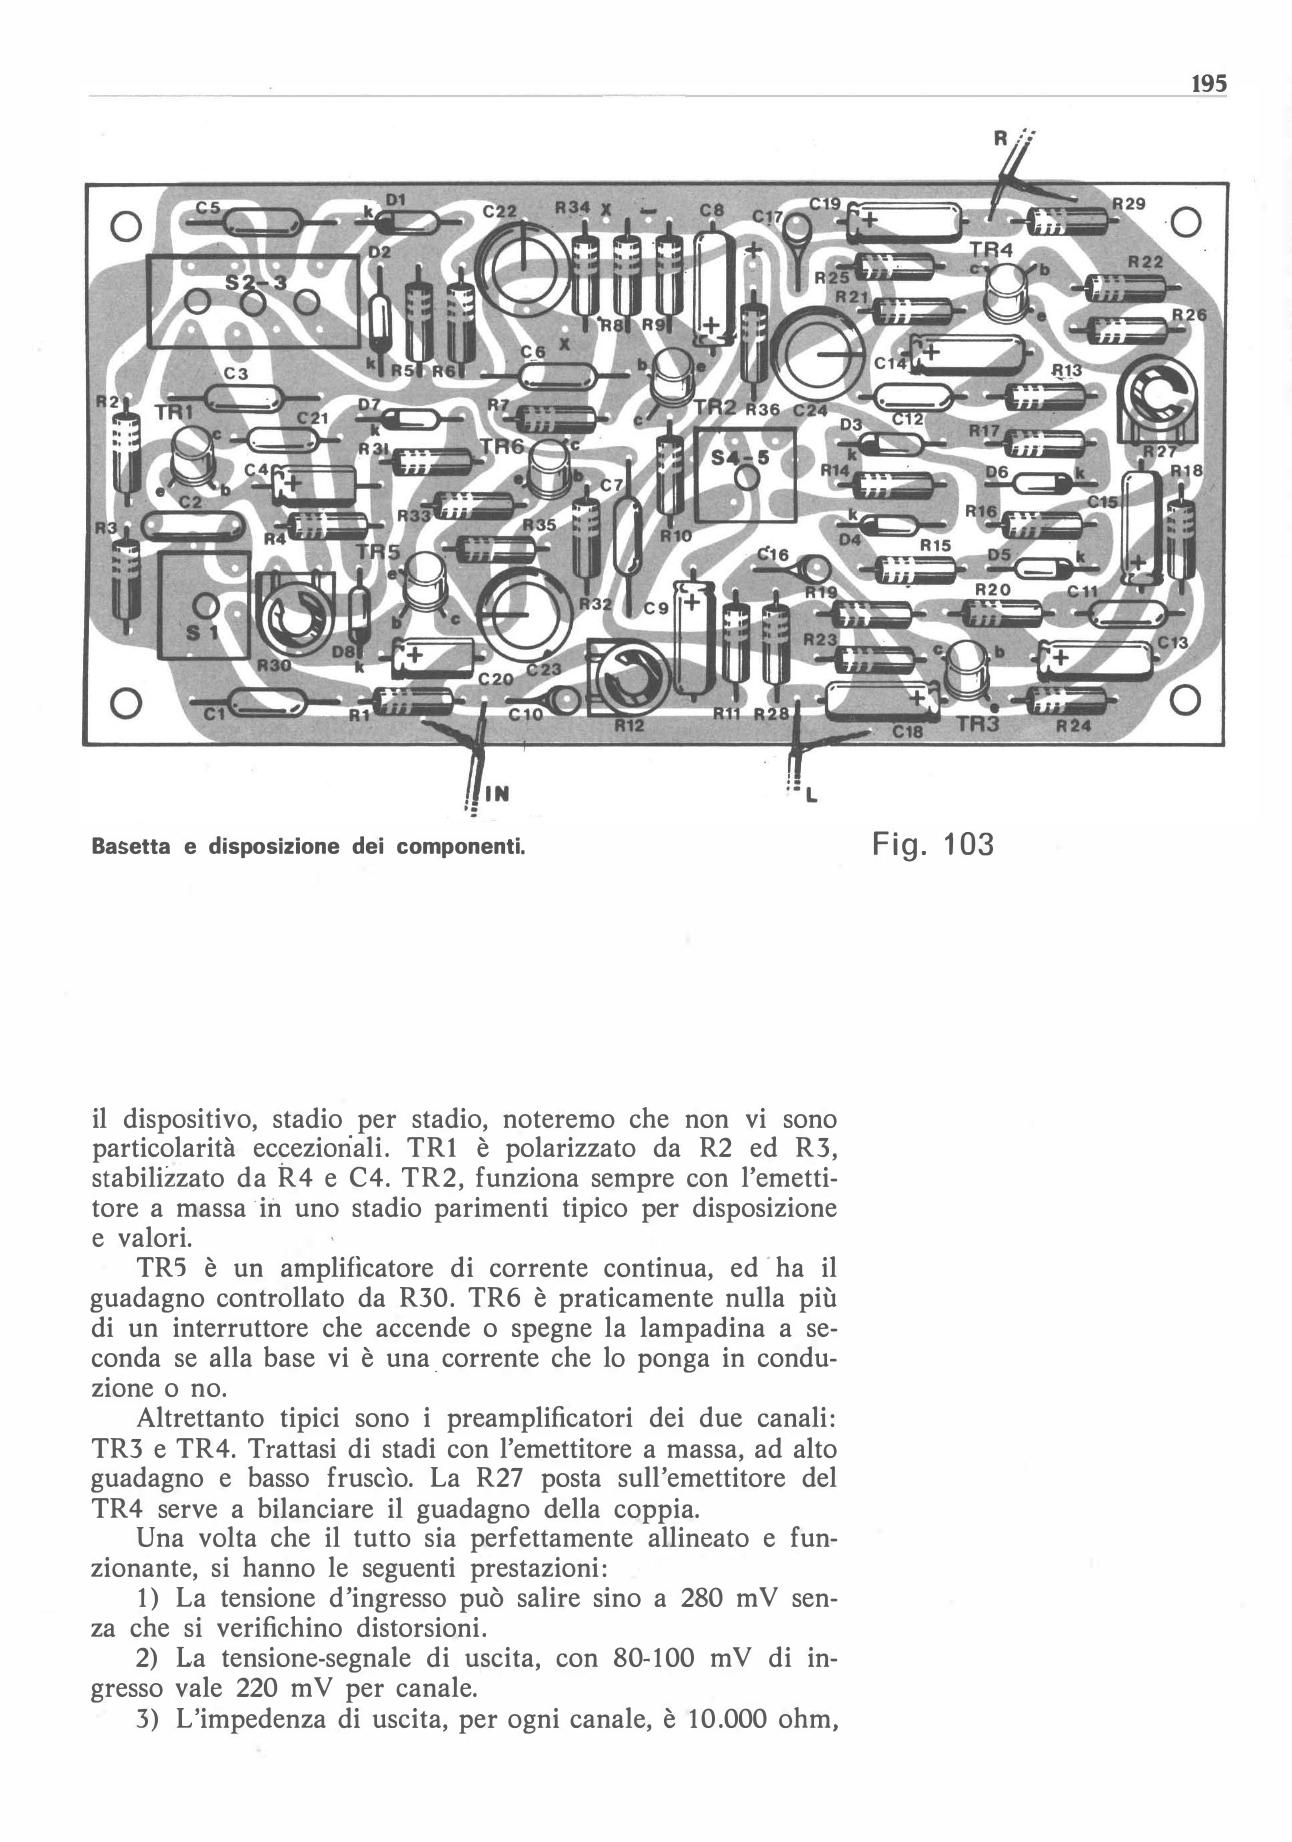 195
R
C5
k
D1
C22
R34
x
-
C8
C17
C19
+
R29
D2
+
TR4
S2-3
R25
c
b
R22
R21
e
R26
R8
R9
+
C6
x
C14
+
k
R5
R6
b
e
C3
R13
R2
TR1
C21
D7
R7
c
TR2
R36
C24
C12
k
D3
R17
c
R31
TR6
c
k
S4-5
R27
C4
+
e
b
R14
D6
k
R18
e
b
C7
C2
R33
k
R16
C15
R3
R4
R35
R10
D4
TR5
C16
R15
D5
k
+
e
R19
R20
C11
S1
R32
C9
+
b
c
R23
C13
R30
D8
k
+
C23
c
b
+
C20
+
e
C1
R1
C10
R12
R11
R28
C18
TR3
R24
IN
L
Basetta e disposizione dei componenti.
Fig. 103
il dispositivo, stadio per stadio, noteremo che non vi sono
particolarità eccezionali. TR1 è polarizzato da R2 ed R3,
stabilizzato da R4 e C4. TR2, funziona sempre con l'emetti-
tore a massa in uno stadio parimenti tipico per disposizione
e valori.
TR5 è un amplificatore di corrente continua, ed ha il
guadagno controllato da R30. TR6 è praticamente nulla più
di un interruttore che accende o spegne la lampadina a se-
conda se alla base vi è una corrente che lo ponga in condu-
zione o no.
Altrettanto tipici sono i preamplificatori dei due canali:
TR3 e TR4. Trattasi di stadi con l'emettitore a massa, ad alto
guadagno e basso fruscìo. La R27 posta sull'emettitore del
TR4 serve a bilanciare il guadagno della coppia.
Una volta che il tutto sia perfettamente allineato e fun-
zionante, si hanno le seguenti prestazioni:
1) La tensione d'ingresso può salire sino a 280 mV sen-
za che si verifichino distorsioni.
2) La tensione-segnale di uscita, con 80-100 mV di in-
gresso vale 220 mV per canale.
3) L'impedenza di uscita, per ogni canale, è 10.000 ohm,